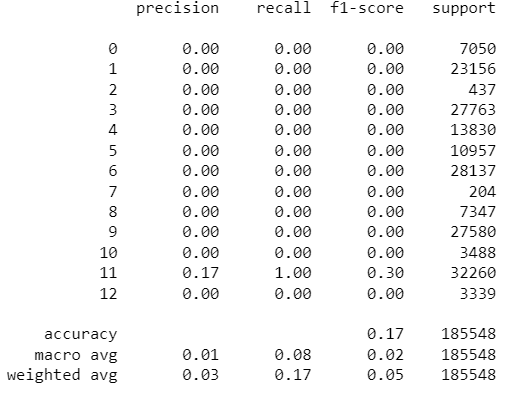 precision recall f1-score support
0 0.00 0.00 0.00 7050
1 0.00 0.00 0.00 23156
2 0.00 0.00 0.00 437
3 0.00 0.00 0.00 27763
4 0.00 0.00 0.00 13830
5 0.00 0.00 0.00 10957
6 0.00 0.00 0.00 28137
7 0.00 0.00 0.00 204
8 0.00 0.00 0.00 7347
9 0.00 0.00 0.00 27580
10 0.00 0.00 0.00 3488
11 0.17 1.00 0.30 32260
12 0.00 0.00 0.00 3339
accuracy 0.17 185548
macro avg 0.01 0.08 0.02 185548
weighted avg 0.03 0.17 0.05 185548